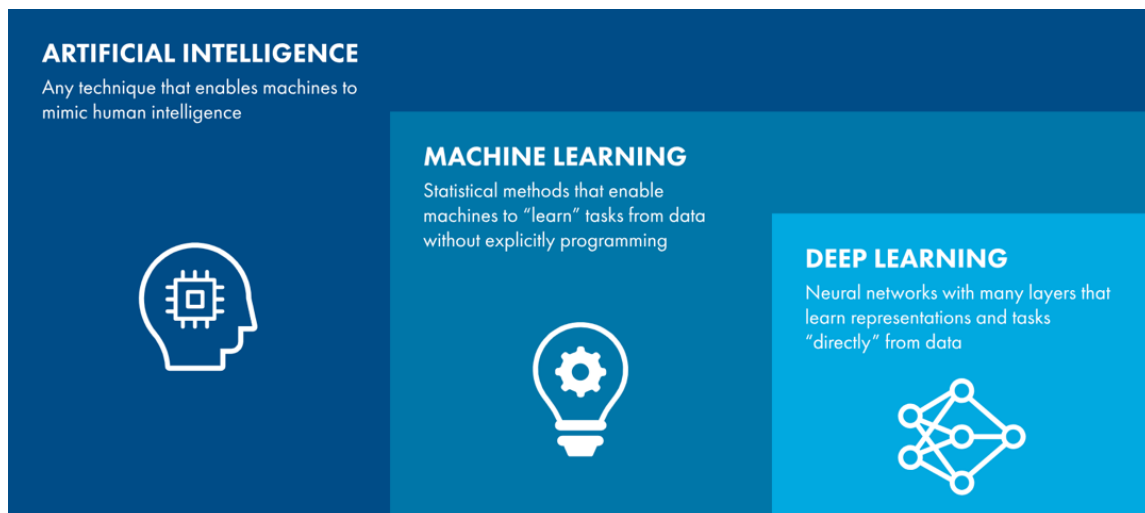 ARTIFICIAL INTELLIGENCE
Any technique that enables machines to
mimic human intelligence
MACHINE LEARNING
Statistical methods that enable
machines to “learn” tasks from data
without explicitly programming
DEEP LEARNING
Neural networks with many layers that
learn representations and tasks
“directly” from data